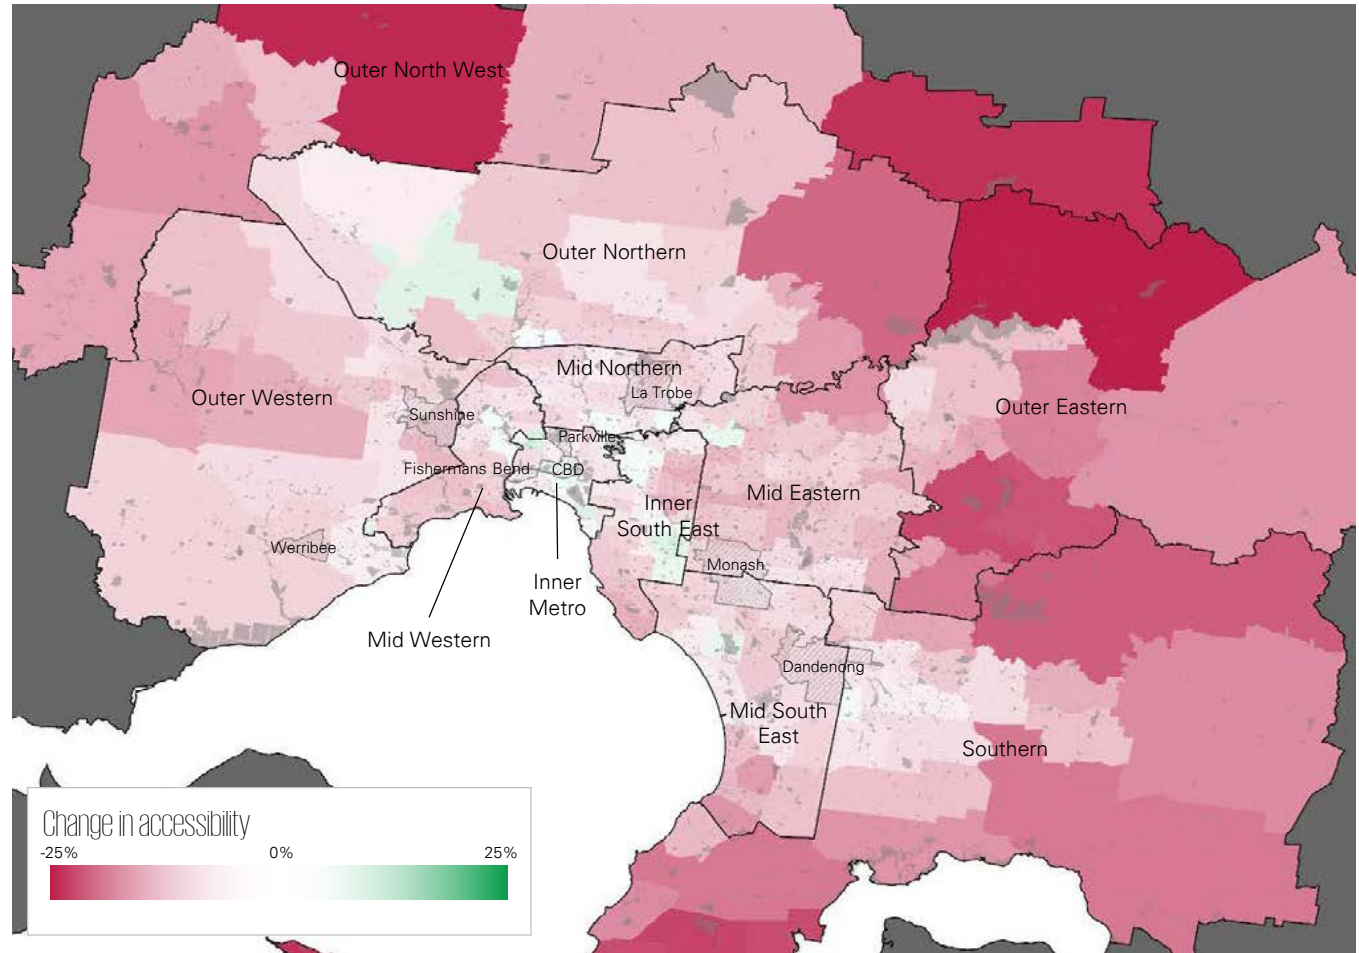 Outer North West
Outer Northern
Mid Northern
La Trobe
Outer Western
Sunshine
Outer Eastern
Parkville
Fishermans Bend
CBD
Mid Eastern
Inner
South East
Werribee
Monash
Inner
Metro
Mid Western
Dandenong
Mid South
East
Southern
Change in accessibility
-25%
0%
25%